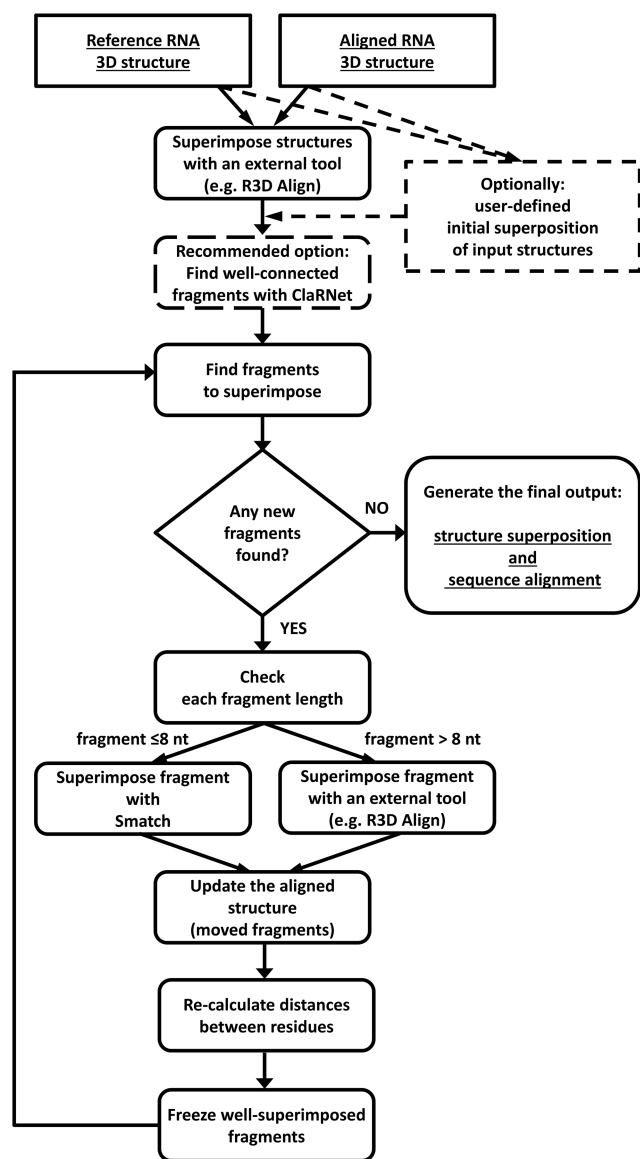 Reference RNA
3D structure
Aligned RNA
3D structure
Superimpose structures
with an external tool
(e.g. R3D Align)
Optionally:
user-defined
initial superposition
of input structures
Recommended option:
Find well-connected
fragments with ClaRNet
Find fragments
to superimpose
Any new
fragments
found?
NO
Generate the final output:
structure superposition
and
sequence alignment
YES
Check
each fragment length
fragment ≤8 nt
fragment > 8 nt
Superimpose fragment
with
Smatch
Superimpose fragment
with an external tool
(e.g. R3D Align)
Update the aligned
structure
(moved fragments)
Re-calculate distances
between residues
Freeze well-superimposed
fragments